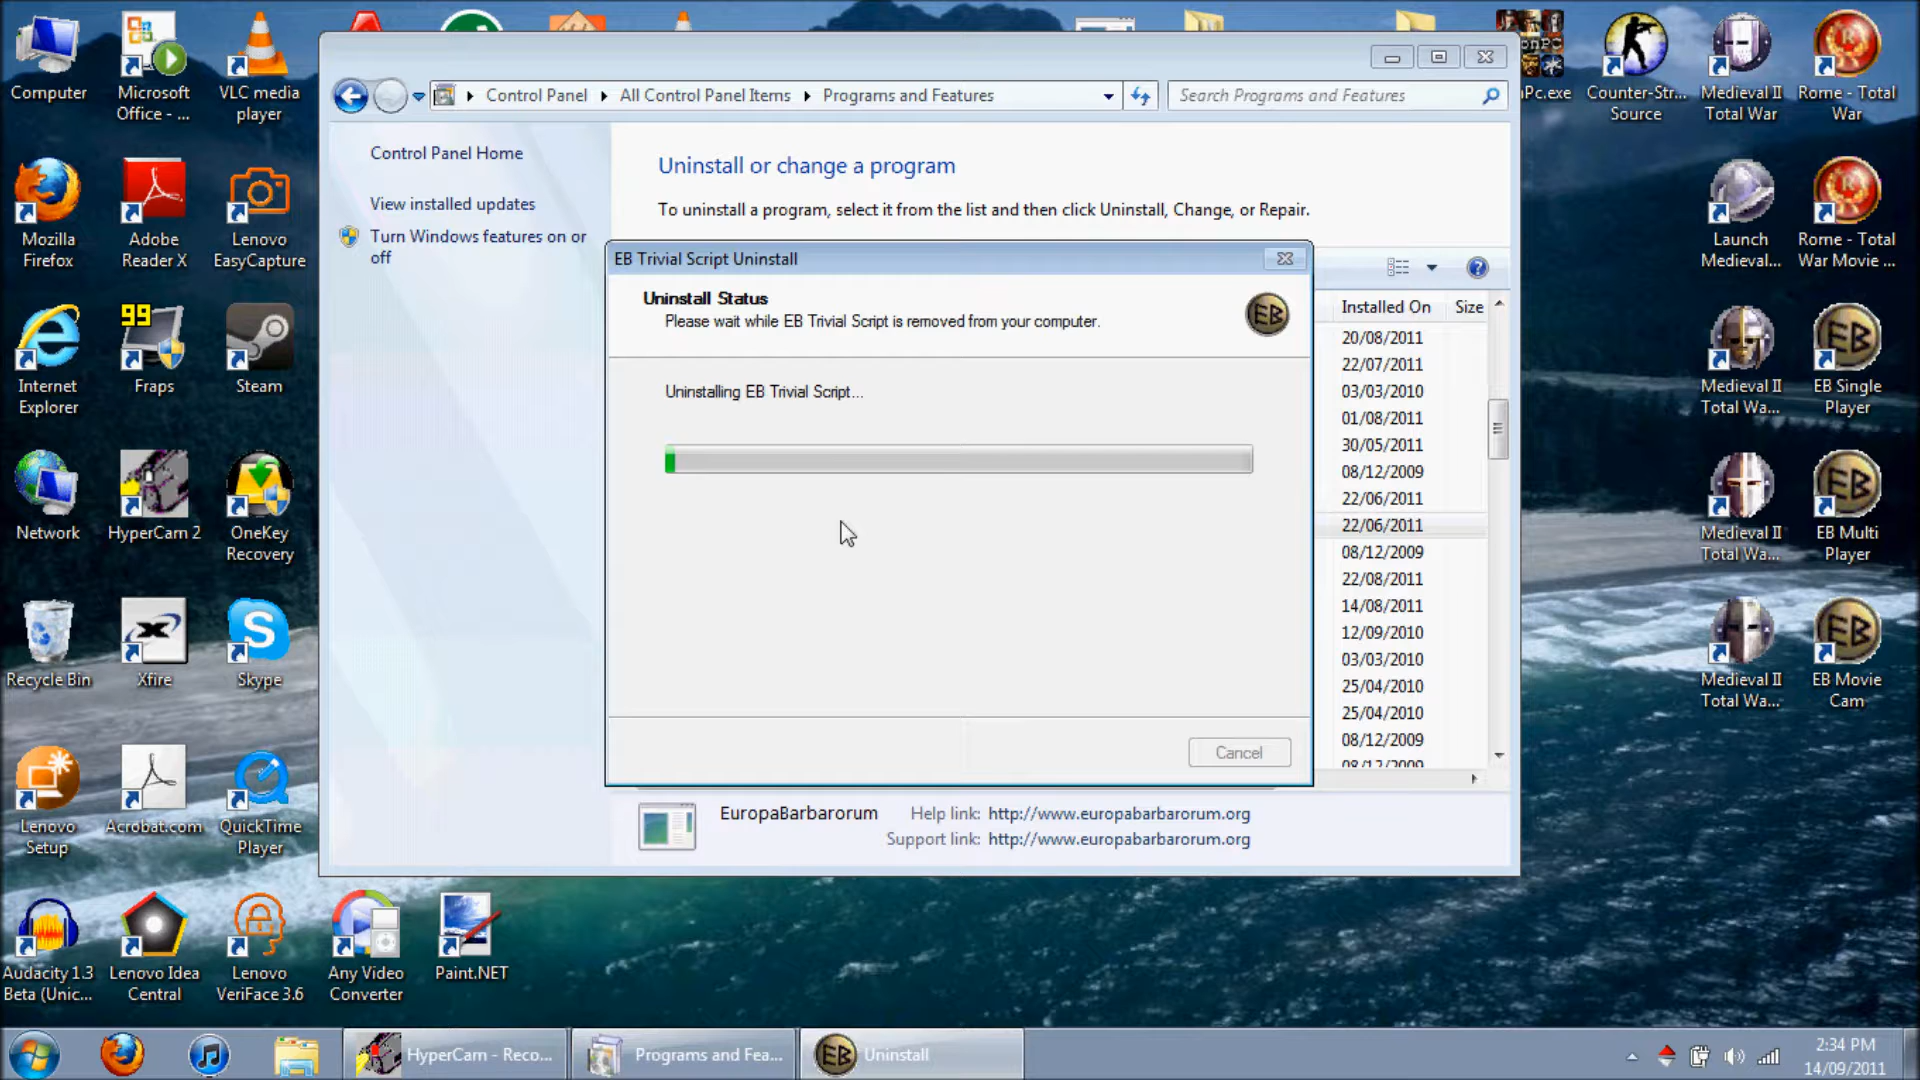 Computer
Microsoft
Office - ...
VLC media
player
Mozilla
Firefox
Adobe
Reader X
Lenovo
EasyCapture
Internet
Explorer
99
Fraps
Steam
Network
HyperCam 2
OneKey
Recovery
Recycle Bin
Xfire
Skype
Lenovo
Setup
Acrobat.com
QuickTime
Player
Audacity 1.3
Beta (Unic...
Lenovo Idea
Central
Lenovo
VeriFace 3.6
Any Video
Converter
Paint.NET
Control Panel
All Control Panel Items
Programs and Features
Search Programs and Features
Control Panel Home
View installed updates
Turn Windows features on or
off
Uninstall or change a program
To uninstall a program, select it from the list and then click Uninstall, Change, or Repair.
EB Trivial Script Uninstall
Uninstall Status
Please wait while EB Trivial Script is removed from your computer.
EB
Uninstalling EB Trivial Script...
Cancel
Installed On
Size
20/08/2011
22/07/2011
03/03/2010
01/08/2011
30/05/2011
08/12/2009
22/06/2011
22/06/2011
08/12/2009
22/08/2011
14/08/2011
12/09/2010
03/03/2010
25/04/2010
25/04/2010
08/12/2009
08/12/2009
EuropaBarbarorum
Help link: http://www.europabarbarorum.org
Support link: http://www.europabarbarorum.org
onPC
nPc.exe
Counter-Str...
Source
Medieval II
Total War
Rome - Total
War
Launch
Medieval...
Rome - Total
War Movie ...
Medieval II
Total Wa...
EB
EB Single
Player
Medieval II
Total Wa...
EB
EB Multi
Player
Medieval II
Total Wa...
EB
EB Movie
Cam
HyperCam - Reco...
Programs and Fea...
EB
Uninstall
2:34 PM
14/09/2011